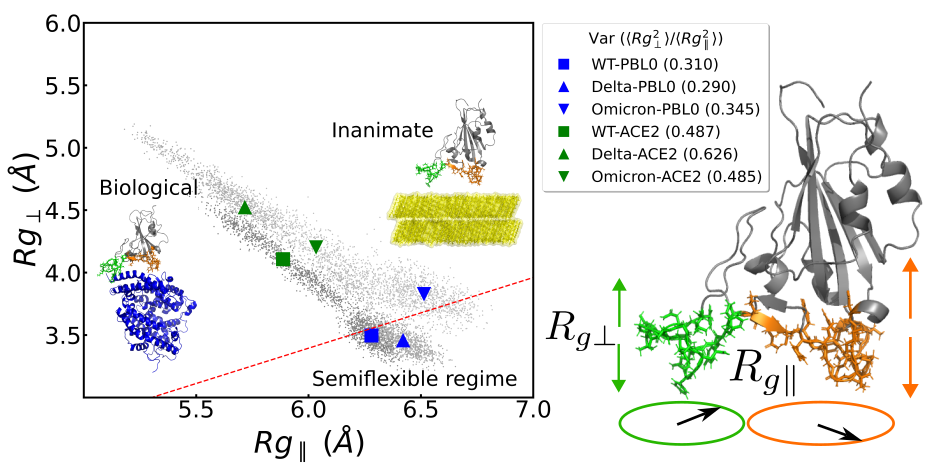 6.0
5.5
5.0
4.5
4.0
3.5
Rg⊥ (Å)
Biological
Inanimate
Semiflexible regime
5.5 6.0 6.5 7.0
Rg∥ (Å)
Var (⟨Rg²⊥⟩/⟨Rg²∥⟩)
WT-PBL0 (0.310)
Delta-PBL0 (0.290)
Omicron-PBL0 (0.345)
WT-ACE2 (0.487)
Delta-ACE2 (0.626)
Omicron-ACE2 (0.485)
Rg⊥
Rg∥